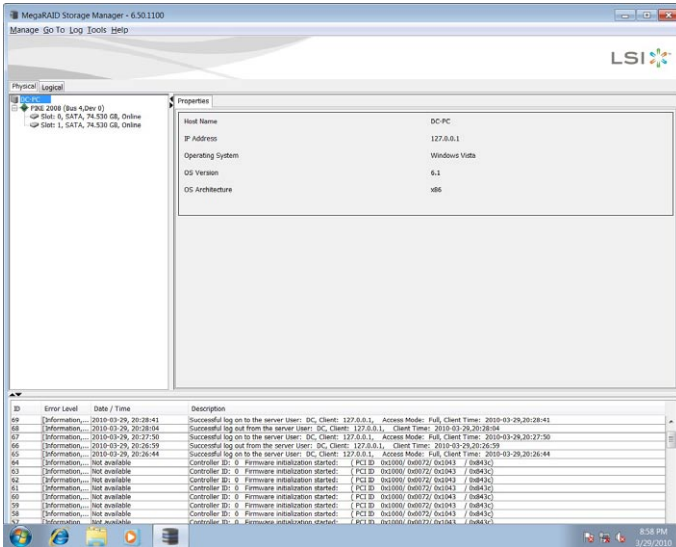 MegaRAID Storage Manager - 6.50.1100
Manage Go To Log Tools Help
LSI
Physical Logical
DC-PC
PIKE 2008 (Bus 4,Dev 0)
Slot: 0, SATA, 74.530 GB, Online
Slot: 1, SATA, 74.530 GB, Online
Properties
Host Name DC-PC
IP Address 127.0.0.1
Operating System Windows Vista
OS Version 6.1
OS Architecture x86
ID Error Level Date / Time Description
69 [Information,... 2010-03-29, 20:28:41 Successful log on to the server User: DC, Client: 127.0.0.1, Access Mode: Full, Client Time: 2010-03-29,20:28:41
68 [Information,... 2010-03-29, 20:28:04 Successful log out from the server User: DC, Client: 127.0.0.1, Client Time: 2010-03-29,20:28:04
67 [Information,... 2010-03-29, 20:27:50 Successful log on to the server User: DC, Client: 127.0.0.1, Access Mode: Full, Client Time: 2010-03-29,20:27:50
66 [Information,... 2010-03-29, 20:26:59 Successful log out from the server User: DC, Client: 127.0.0.1, Client Time: 2010-03-29,20:26:59
65 [Information,... 2010-03-29, 20:26:44 Successful log on to the server User: DC, Client: 127.0.0.1, Access Mode: Full, Client Time: 2010-03-29,20:26:44
64 [Information,... Not available Controller ID: 0 Firmware initialization started: ( PCI ID 0x1000/ 0x0072/ 0x1043 / 0x843c)
63 [Information,... Not available Controller ID: 0 Firmware initialization started: ( PCI ID 0x1000/ 0x0072/ 0x1043 / 0x843c)
62 [Information,... Not available Controller ID: 0 Firmware initialization started: ( PCI ID 0x1000/ 0x0072/ 0x1043 / 0x843c)
61 [Information,... Not available Controller ID: 0 Firmware initialization started: ( PCI ID 0x1000/ 0x0072/ 0x1043 / 0x843c)
60 [Information,... Not available Controller ID: 0 Firmware initialization started: ( PCI ID 0x1000/ 0x0072/ 0x1043 / 0x843c)
59 [Information,... Not available Controller ID: 0 Firmware initialization started: ( PCI ID 0x1000/ 0x0072/ 0x1043 / 0x843c)
58 [Information,... Not available Controller ID: 0 Firmware initialization started: ( PCI ID 0x1000/ 0x0072/ 0x1043 / 0x843c)
57 [Information,... Not available Controller ID: 0 Firmware initialization started: ( PCI ID 0x1000/ 0x0072/ 0x1043 / 0x843c)
8:58 PM
3/29/2010